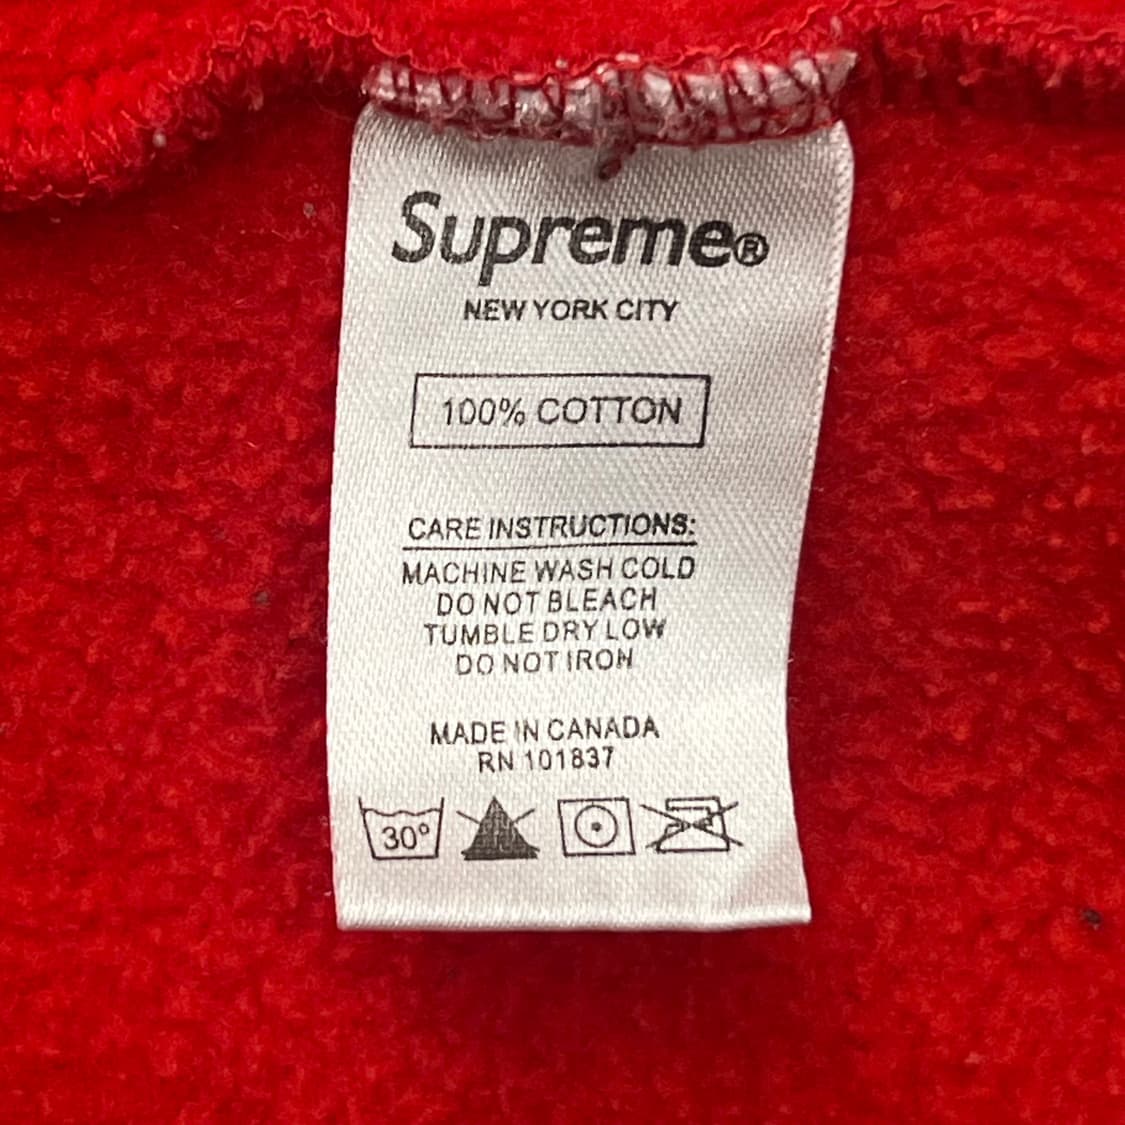 Supreme®
NEW YORK CITY
100% COTTON
CARE INSTRUCTIONS:
MACHINE WASH COLD
DO NOT BLEACH
TUMBLE DRY LOW
DO NOT IRON
MADE IN CANADA
RN 101837
30°